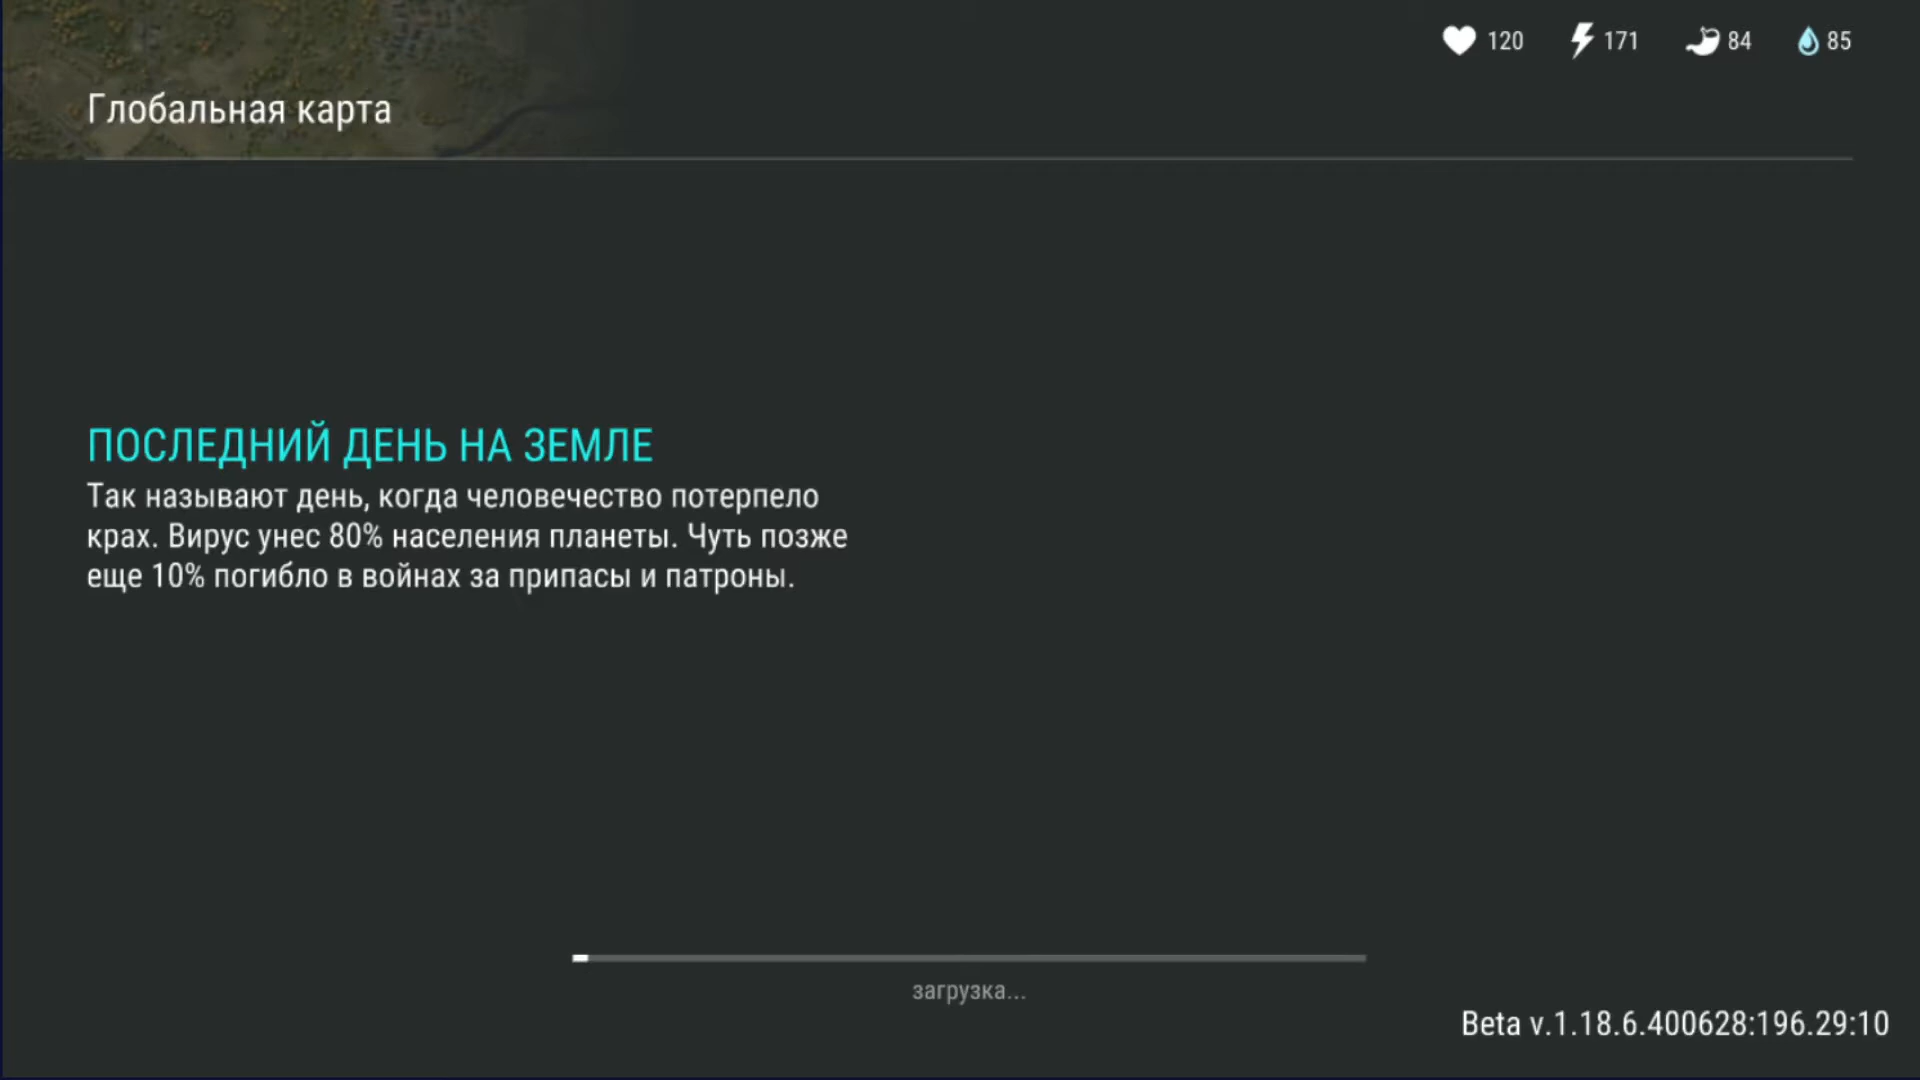 120 171 84 85
Глобальная карта
ПОСЛЕДНИЙ ДЕНЬ НА ЗЕМЛЕ
Так называют день, когда человечество потерпело
крах. Вирус унес 80% населения планеты. Чуть позже
еще 10% погибло в войнах за припасы и патроны.
загрузка...
Beta v.1.18.6.400628:196.29:10